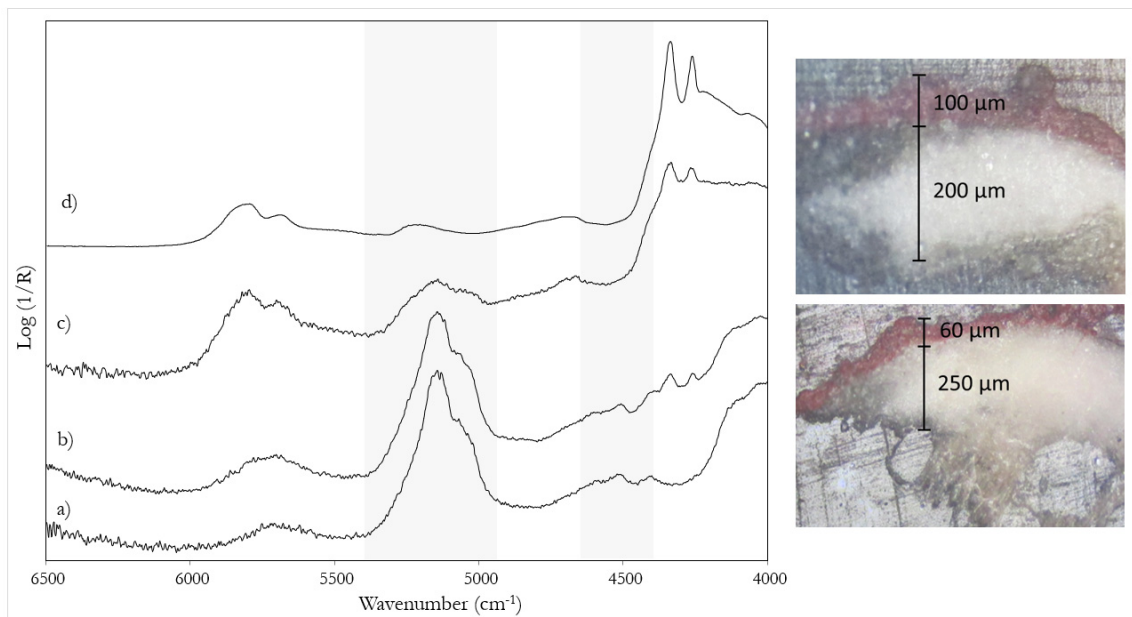 d)
c)
b)
a)
Log (1/R)
6500
6000
5500
5000
4500
4000
Wavenumber (cm⁻¹)
100 µm
200 µm
60 µm
250 µm